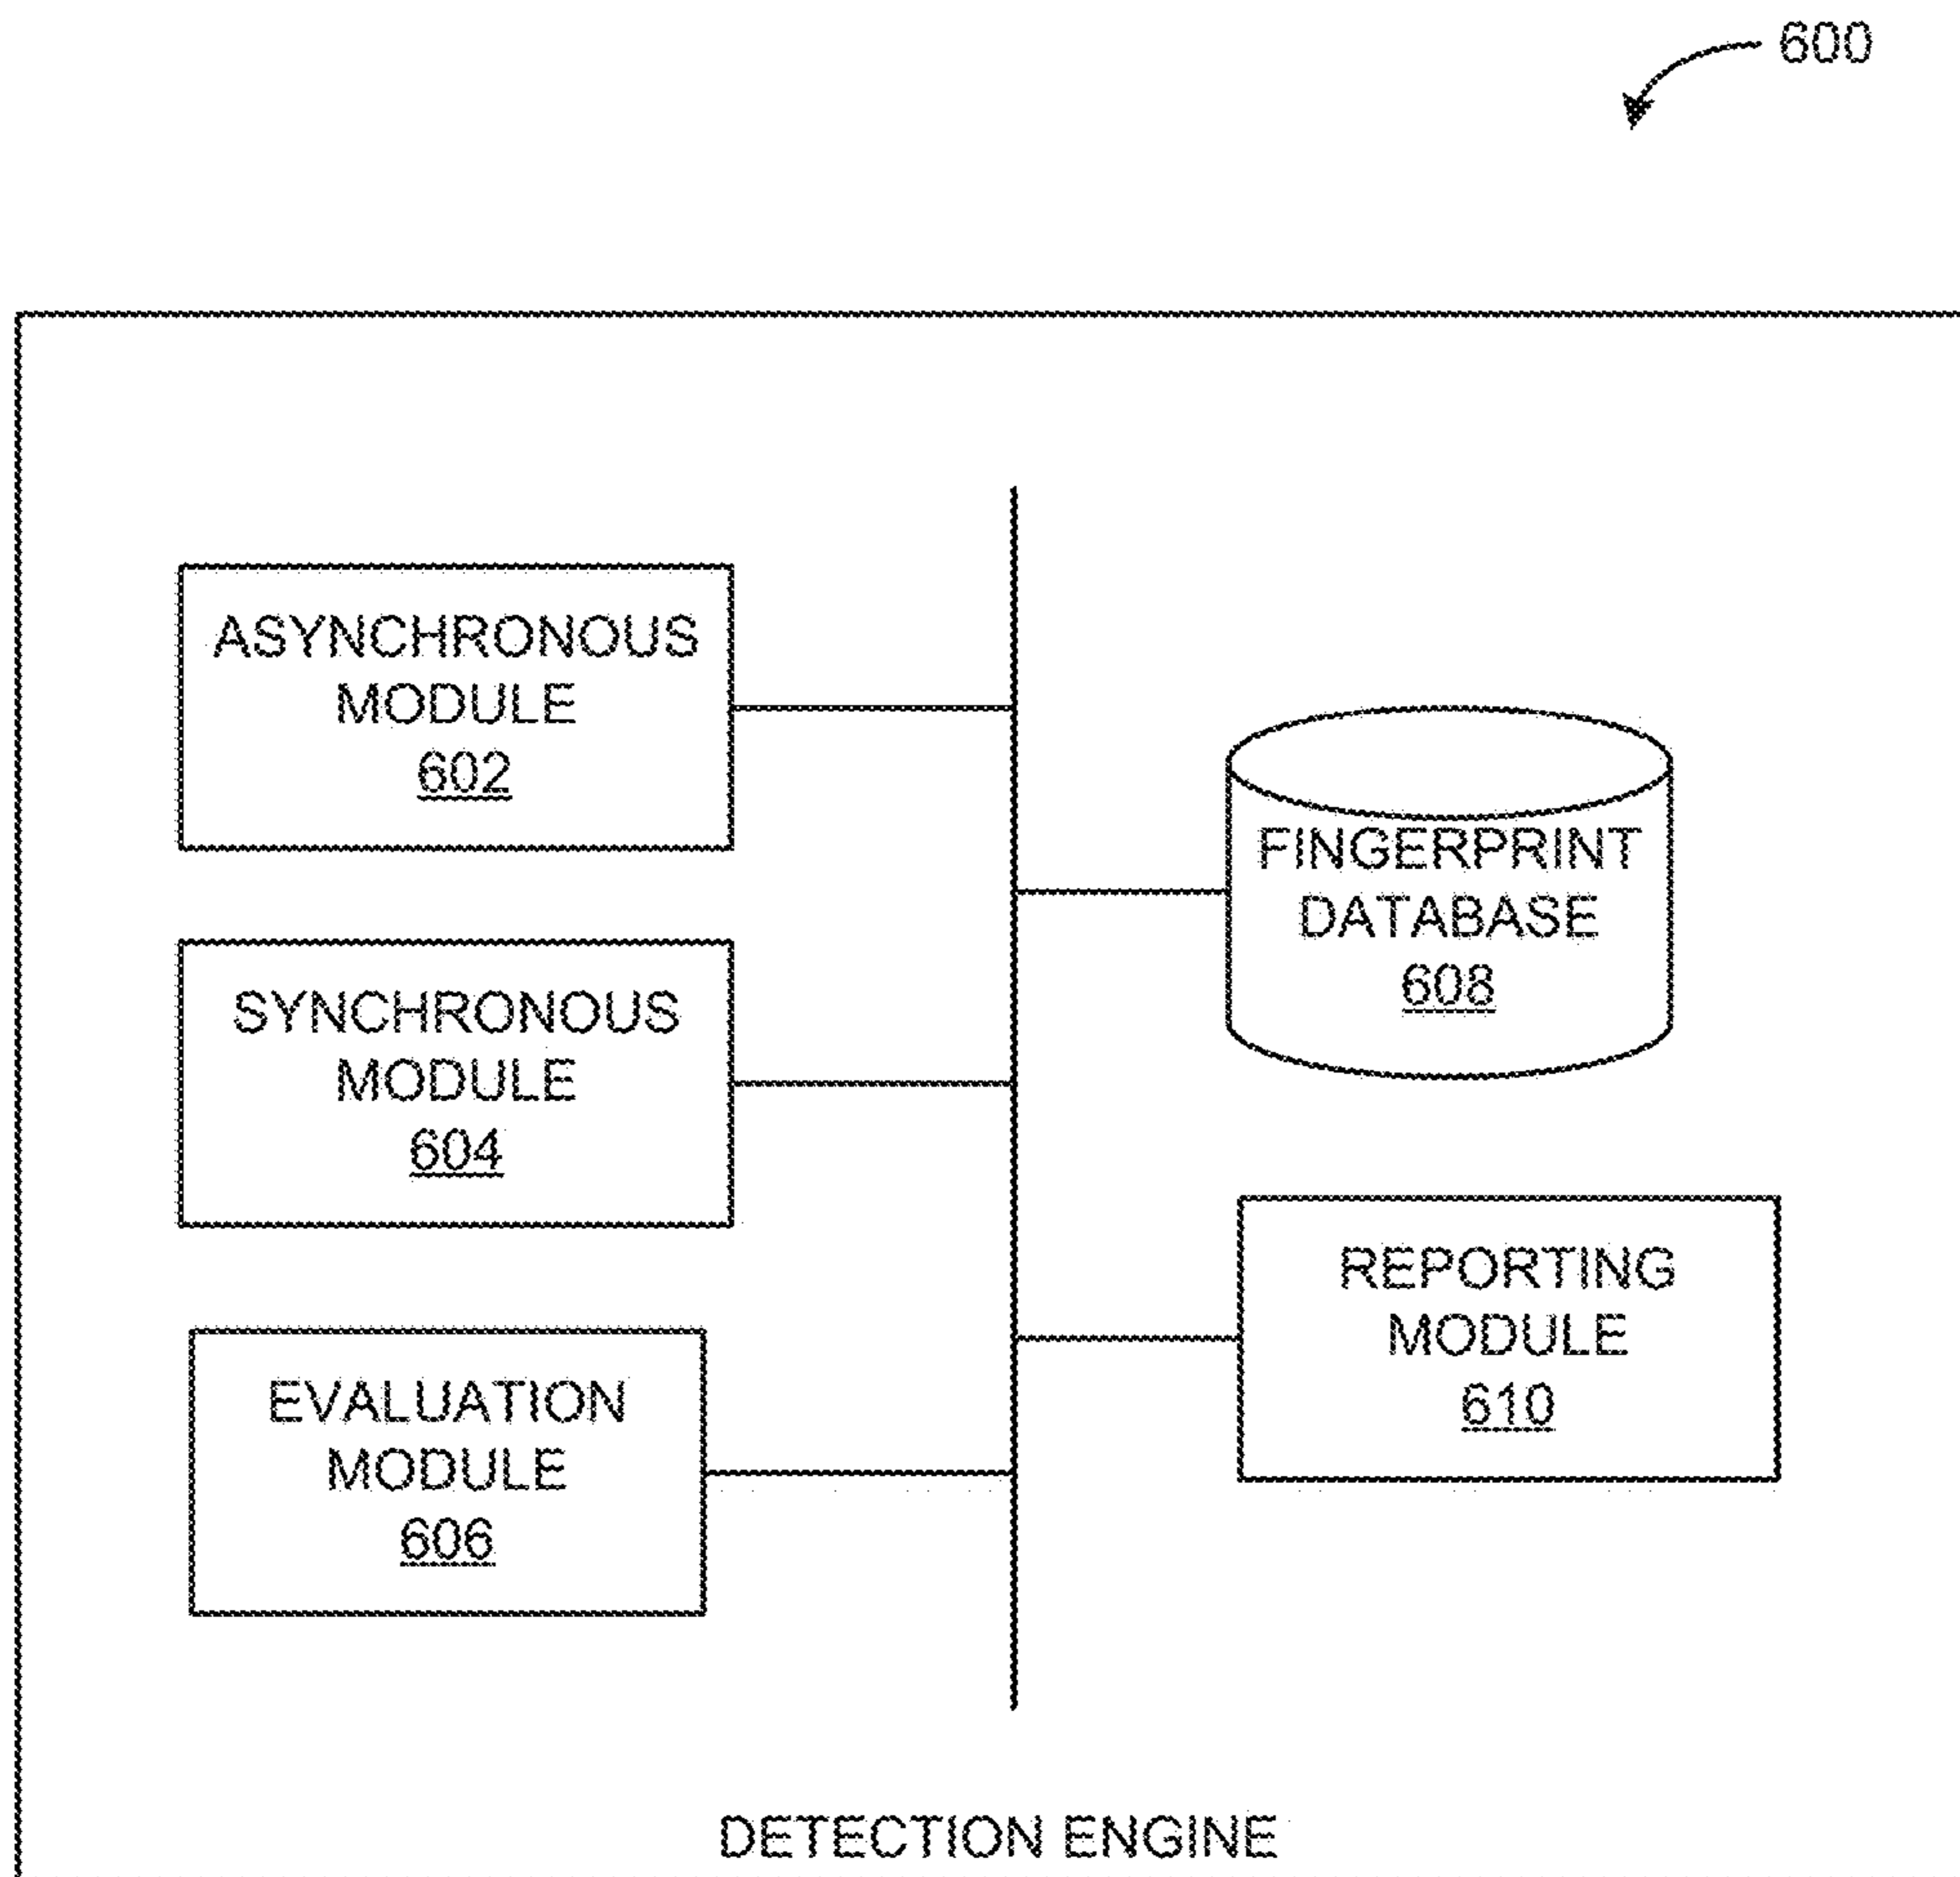 600
ASYNCHRONOUS
MODULE
602
SYNCHRONOUS
MODULE
604
EVALUATION
MODULE
606
FINGERPRINT
DATABASE
608
REPORTING
MODULE
610
DETECTION ENGINE